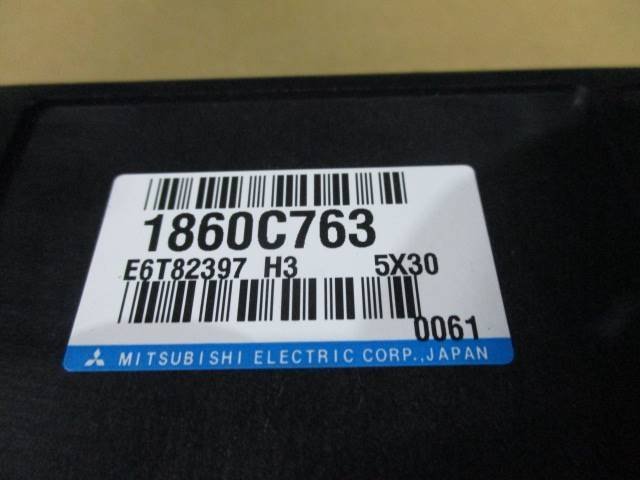 1860C763
E6T82397 H3 5X30
0061
MITSUBISHI ELECTRIC CORP., JAPAN